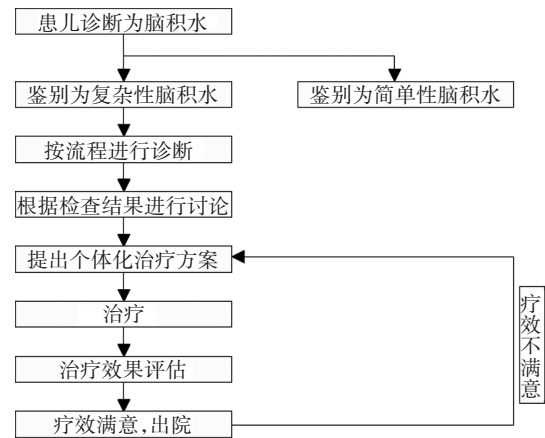 患儿诊断为脑积水
鉴别为复杂性脑积水
鉴别为简单性脑积水
按流程进行诊断
根据检查结果进行讨论
提出个体化治疗方案
治疗
治疗效果评估
疗效满意,出院
疗效不满意